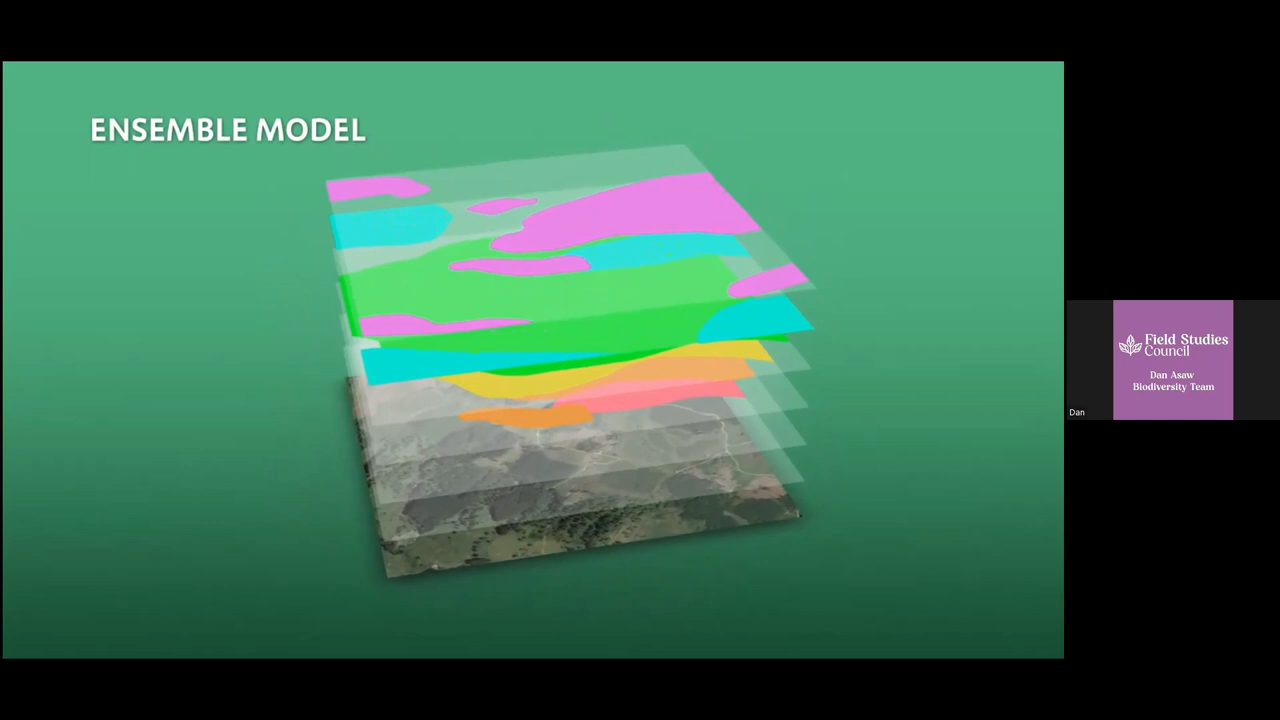 ENSEMBLE MODEL
Field Studies
Council
Dan Asaw
Biodiversity Team
Dan